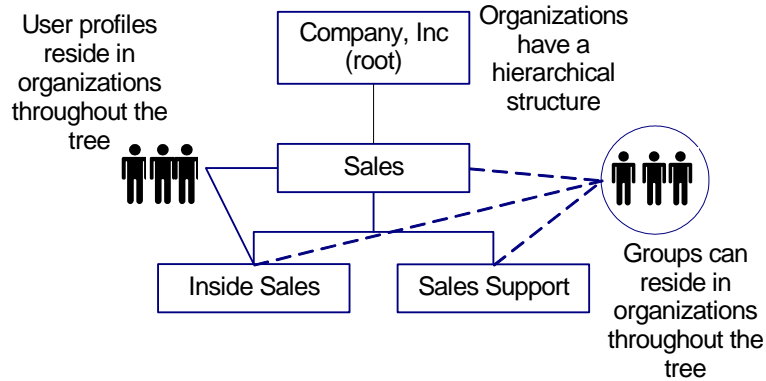 User profiles
reside in
organizations
throughout the
tree
Company, Inc
(root)
Organizations
have a
hierarchical
structure
Sales
Inside Sales
Sales Support
Groups can
reside in
organizations
throughout the
tree